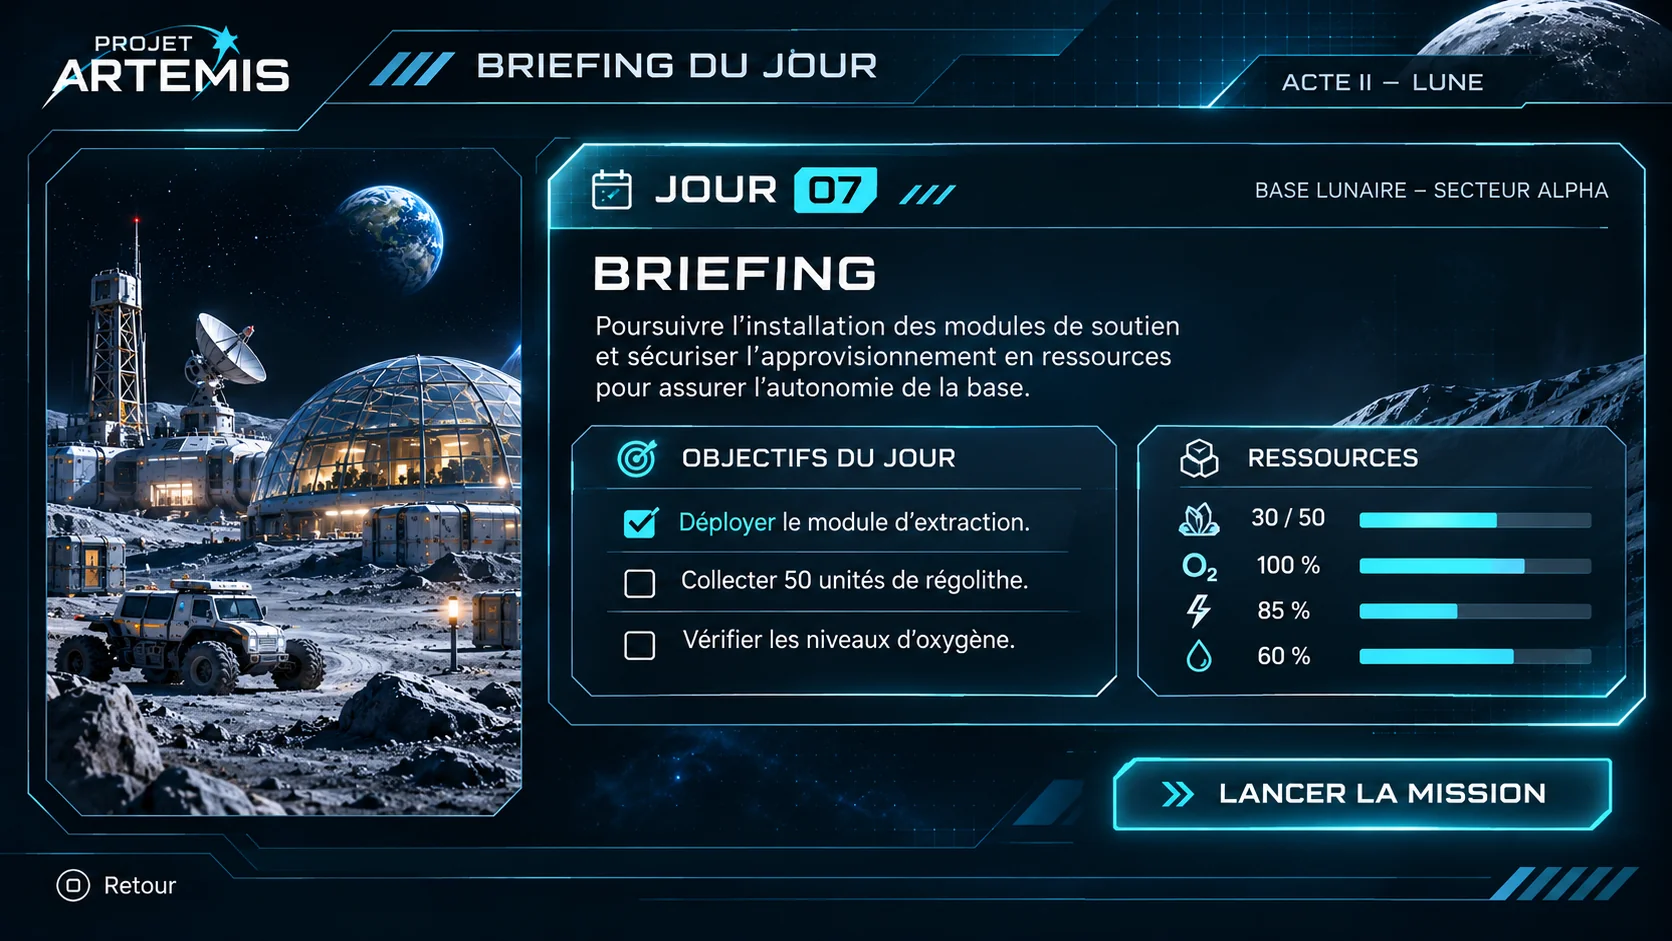 PROJET
ARTEMIS
BRIEFING DU JOUR
ACTE II – LUNE
JOUR 07
BASE LUNAIRE – SECTEUR ALPHA
BRIEFING
Poursuivre l’installation des modules de soutien
et sécuriser l’approvisionnement en ressources
pour assurer l’autonomie de la base.
OBJECTIFS DU JOUR
Déployer le module d’extraction.
Collecter 50 unités de régolithe.
Vérifier les niveaux d’oxygène.
RESSOURCES
30 / 50
O₂ 100 %
85 %
60 %
LANCER LA MISSION
Retour